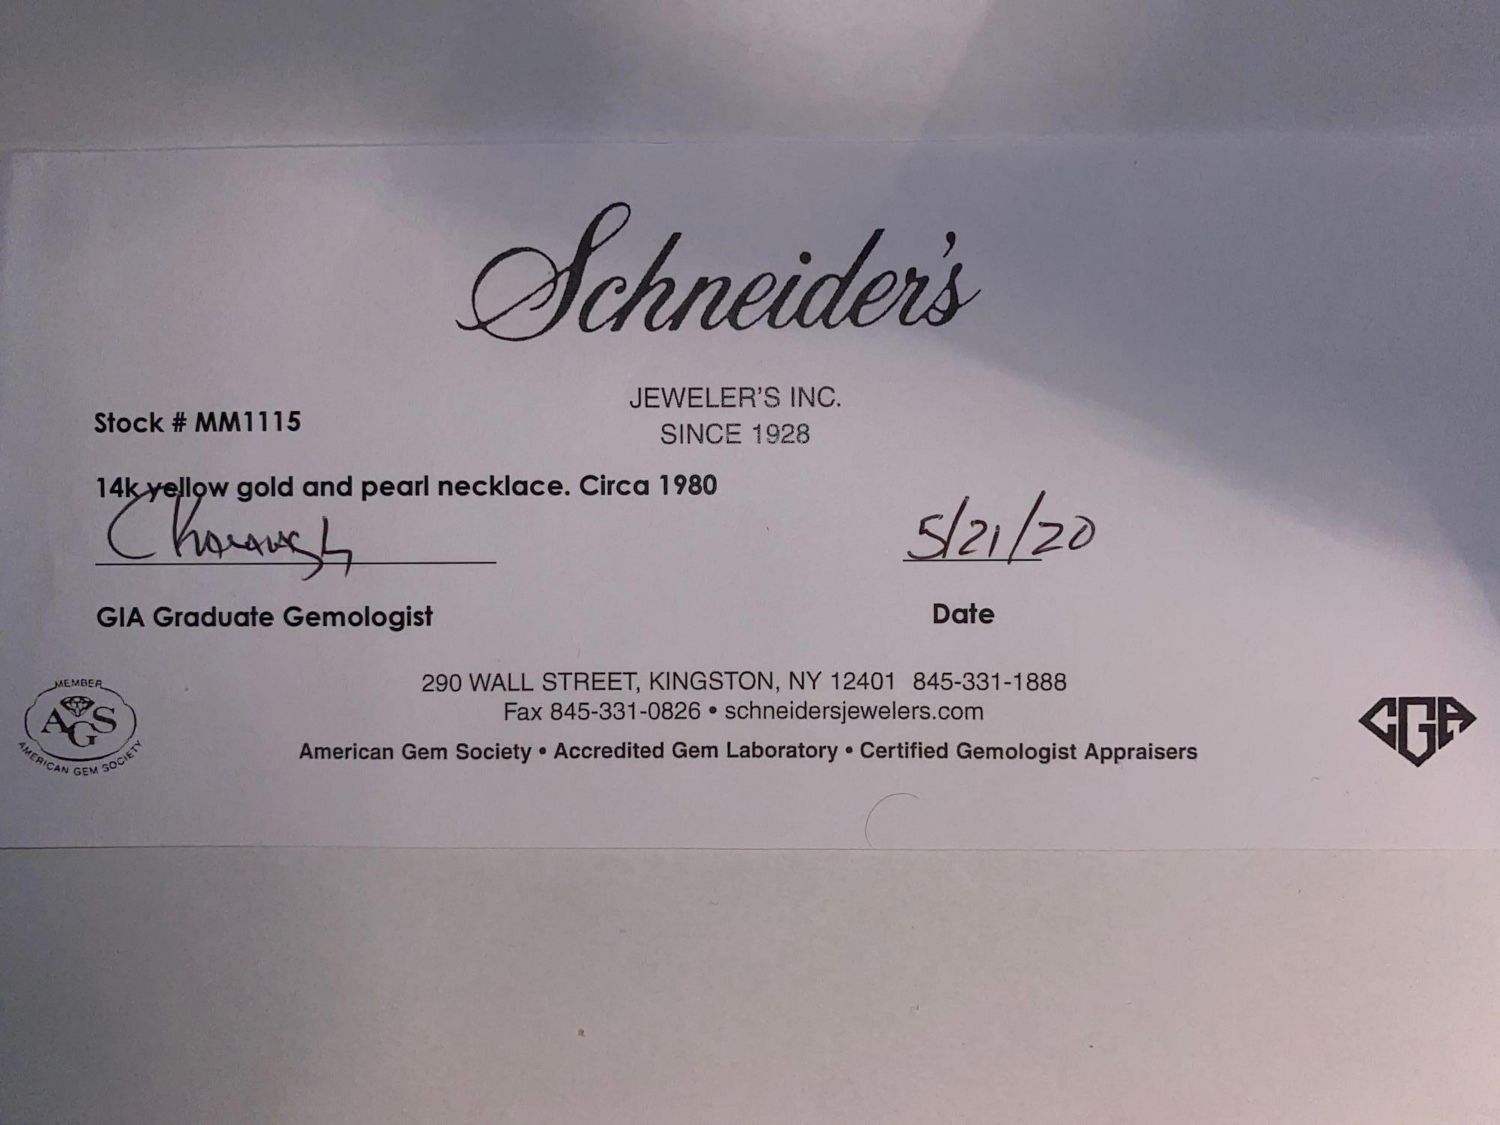 Schneider's
JEWELER'S INC.
SINCE 1928
Stock # MM1115
14k yellow gold and pearl necklace. Circa 1980
5/21/20
GIA Graduate Gemologist
Date
290 WALL STREET, KINGSTON, NY 12401 845-331-1888
Fax 845-331-0826 • schneidersjewelers.com
American Gem Society • Accredited Gem Laboratory • Certified Gemologist Appraisers
MEMBER
AGS
AMERICAN GEM SOCIETY
CGA